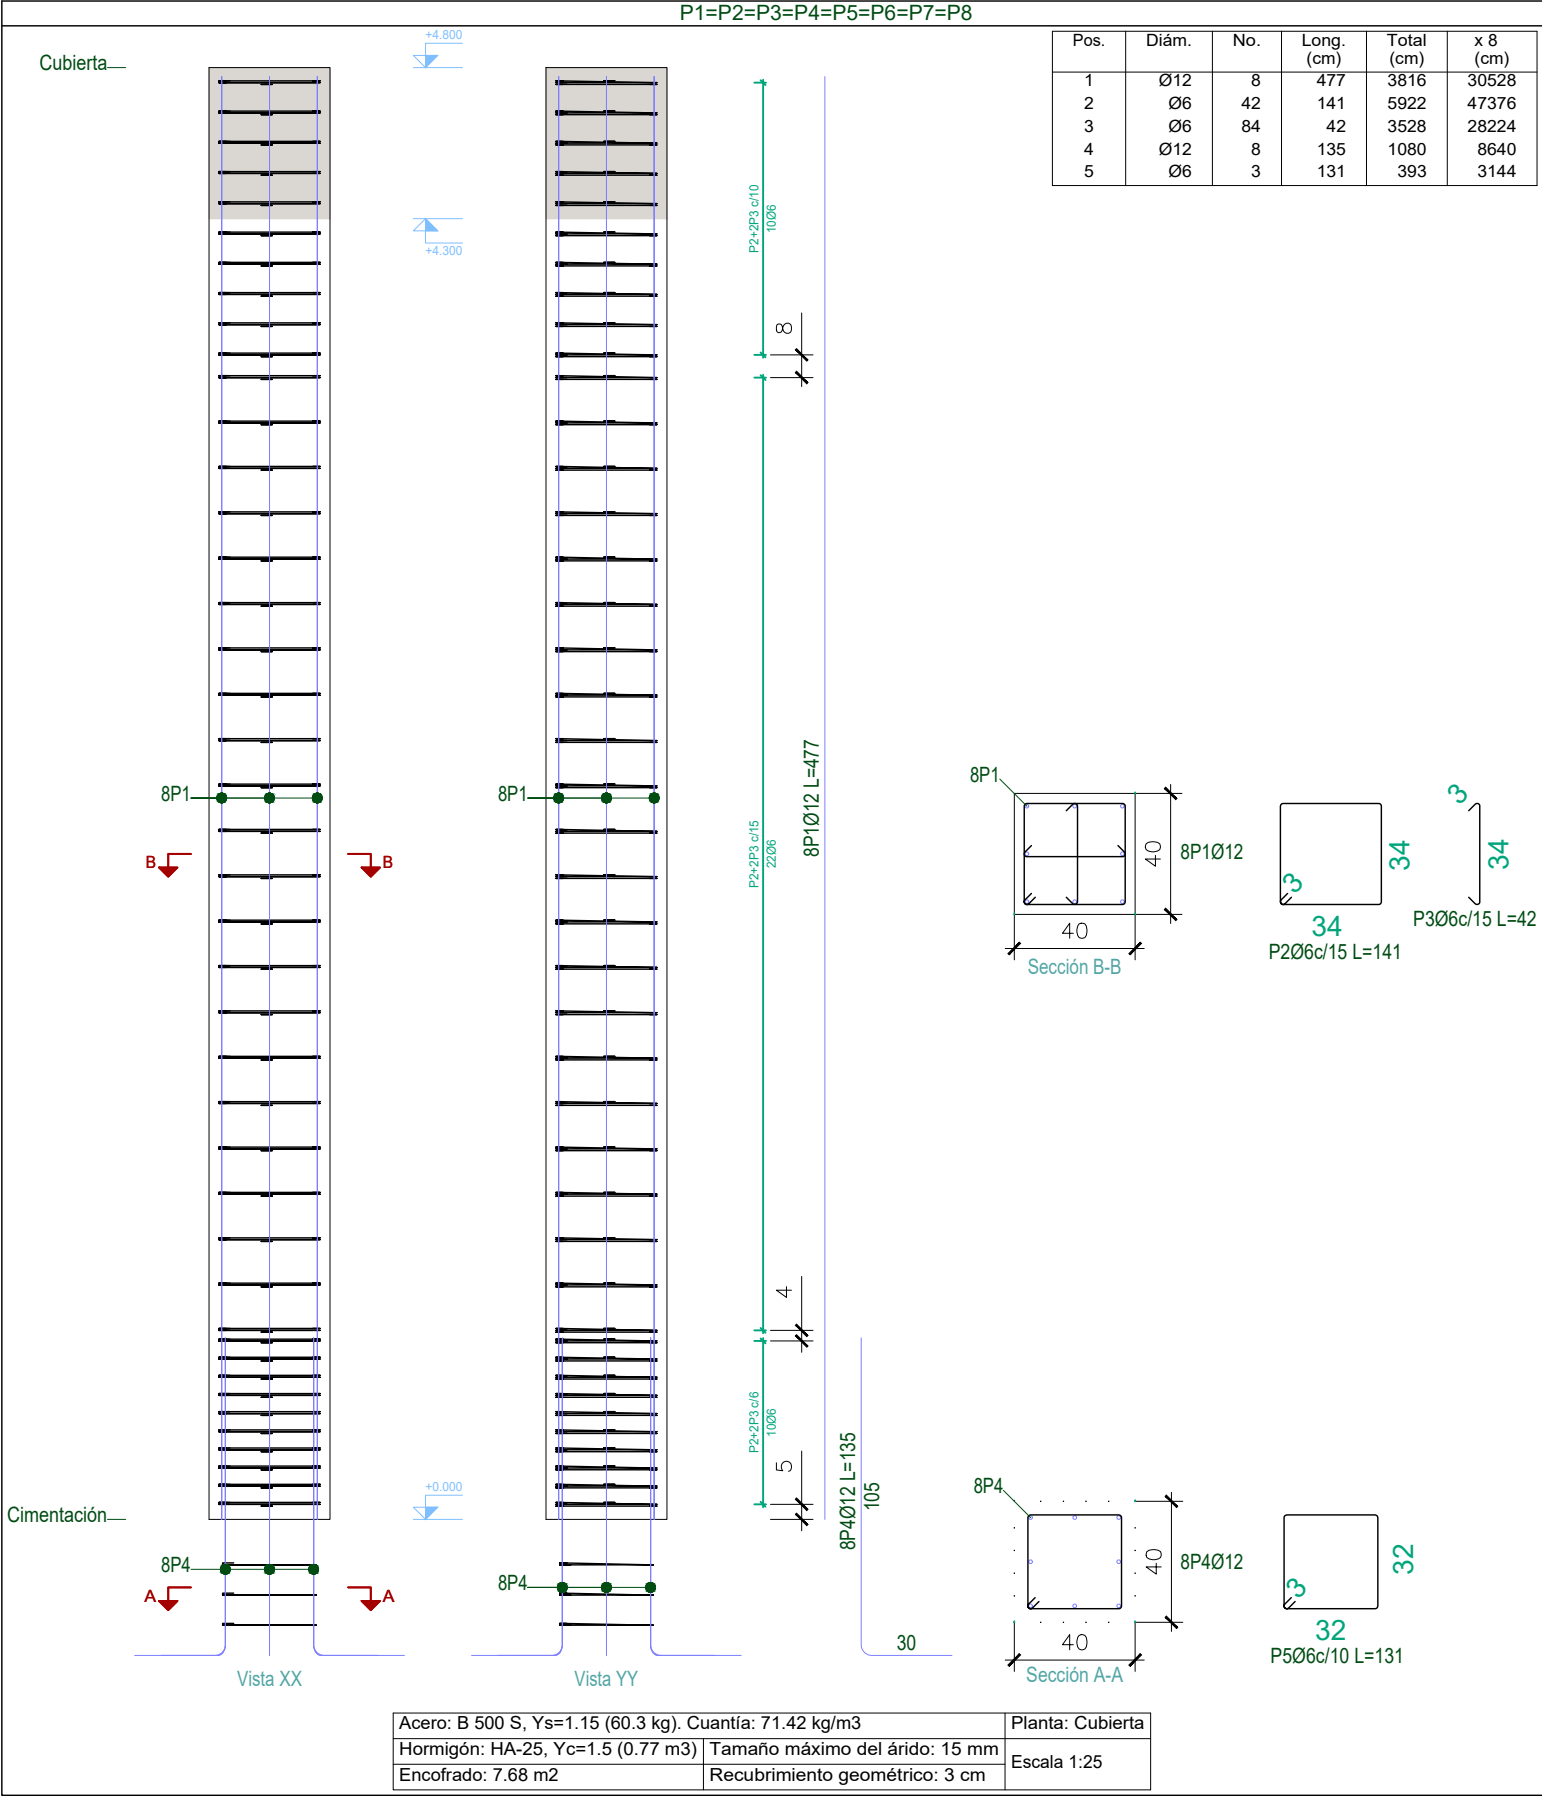 P1=P2=P3=P4=P5=P6=P7=P8
Pos. Diám. No. Long. (cm) Total (cm) x 8 (cm)
1 Ø12 8 477 3816 30528
2 Ø6 42 141 5922 47376
3 Ø6 84 42 3528 28224
4 Ø12 8 135 1080 8640
5 Ø6 3 131 393 3144
Cubierta
+4.800
+4.300
P2+2P3 c/10
10Ø6
8
8P1
8P1
B
B
P2+2P3 c/15
22Ø6
8P1Ø12 L=477
4
P2+2P3 c/6
10Ø6
5
8P4Ø12 L=135
105
30
+0.000
Cimentación
8P4
8P4
A
A
Vista XX
Vista YY
8P1
40
8P1Ø12
40
Sección B-B
3
34
34
P2Ø6c/15 L=141
3
34
P3Ø6c/15 L=42
8P4
40
8P4Ø12
40
Sección A-A
3
32
32
P5Ø6c/10 L=131
Acero: B 500 S, Ys=1.15 (60.3 kg). Cuantía: 71.42 kg/m3
Planta: Cubierta
Hormigón: HA-25, Yc=1.5 (0.77 m3)
Tamaño máximo del árido: 15 mm
Escala 1:25
Encofrado: 7.68 m2
Recubrimiento geométrico: 3 cm